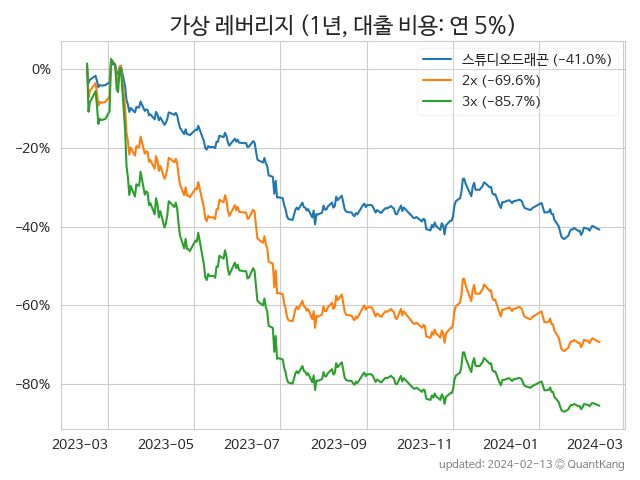 가상 레버리지 (1년, 대출 비용: 연 5%)
스튜디오드래곤 (−41.0%)
2x (−69.6%)
3x (−85.7%)
0%
−20%
−40%
−60%
−80%
2023-03 2023-05 2023-07 2023-09 2023-11 2024-01 2024-03
updated: 2024-02-13 © QuantKang